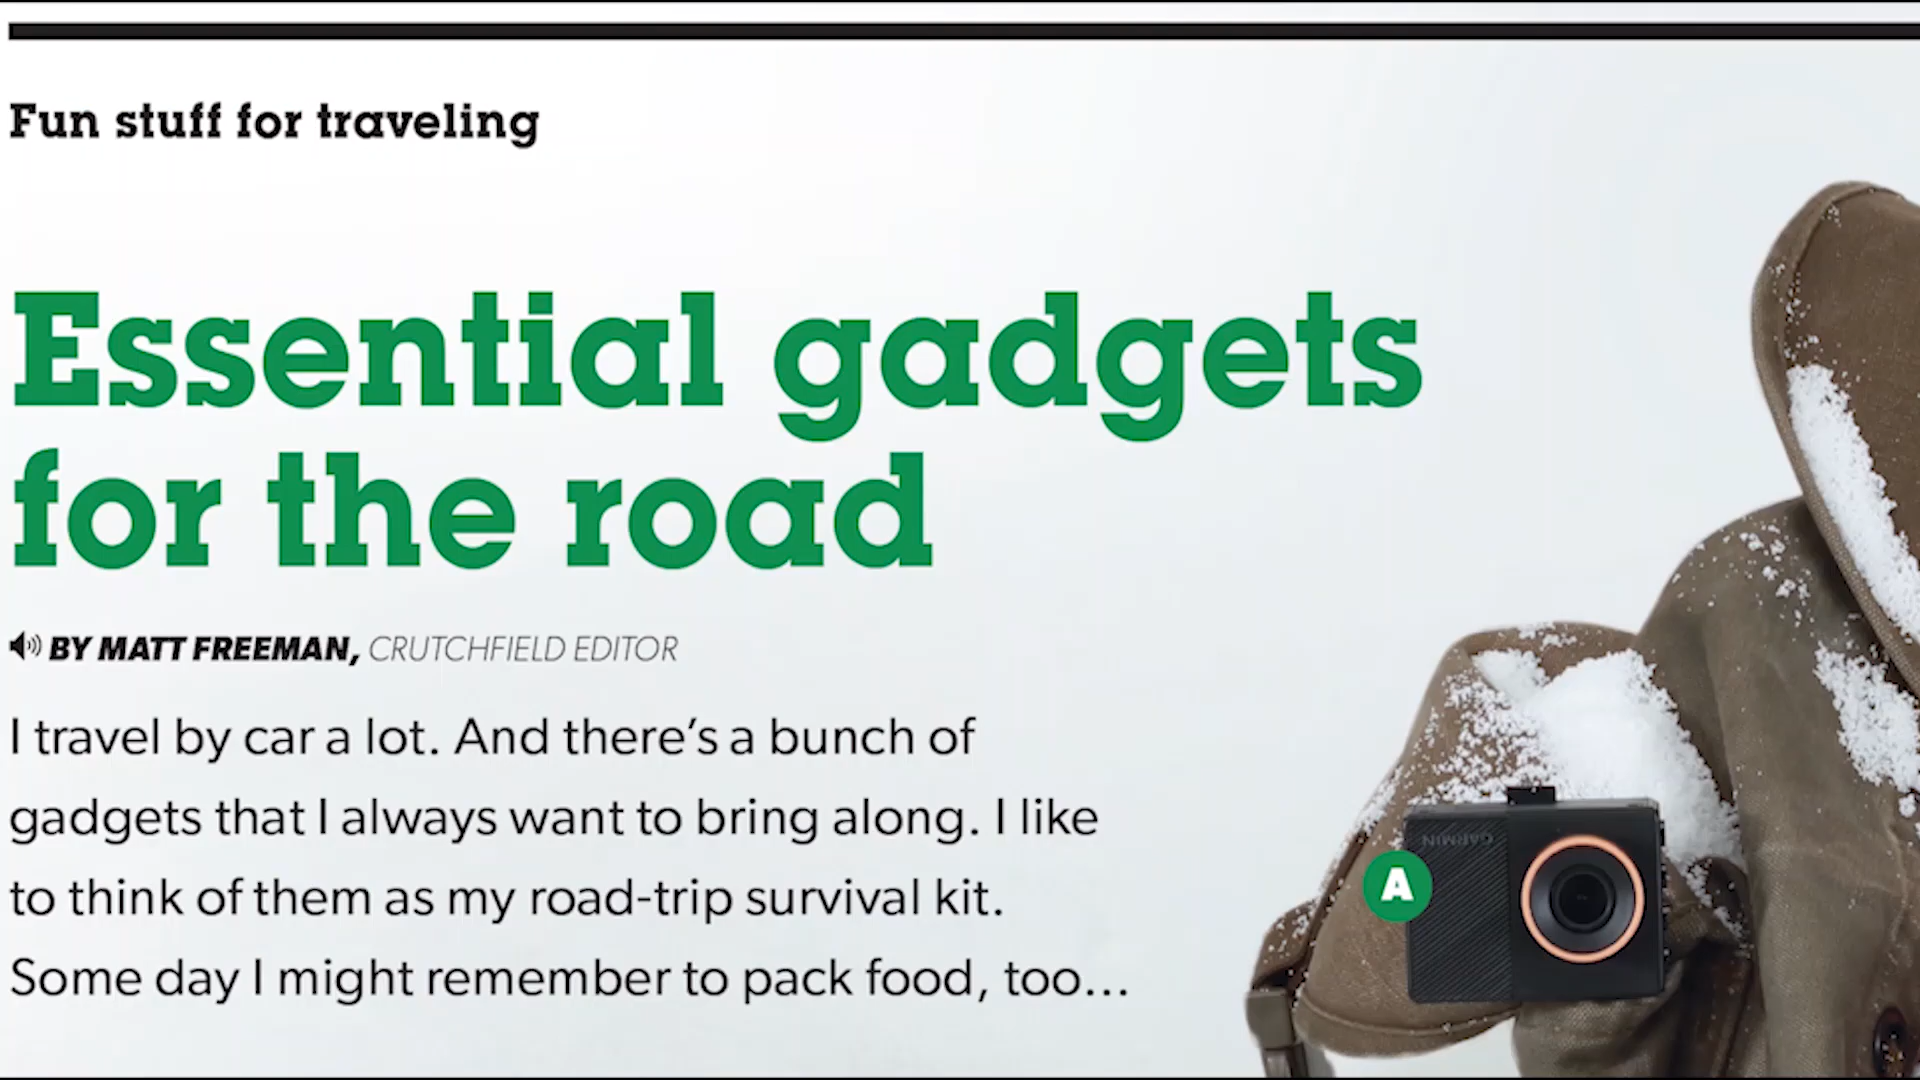 Fun stuff for traveling
Essential gadgets
for the road
BY MATT FREEMAN, CRUTCHFIELD EDITOR
I travel by car a lot. And there’s a bunch of
gadgets that I always want to bring along. I like
to think of them as my road-trip survival kit.
Some day I might remember to pack food, too…
GARMIN
A